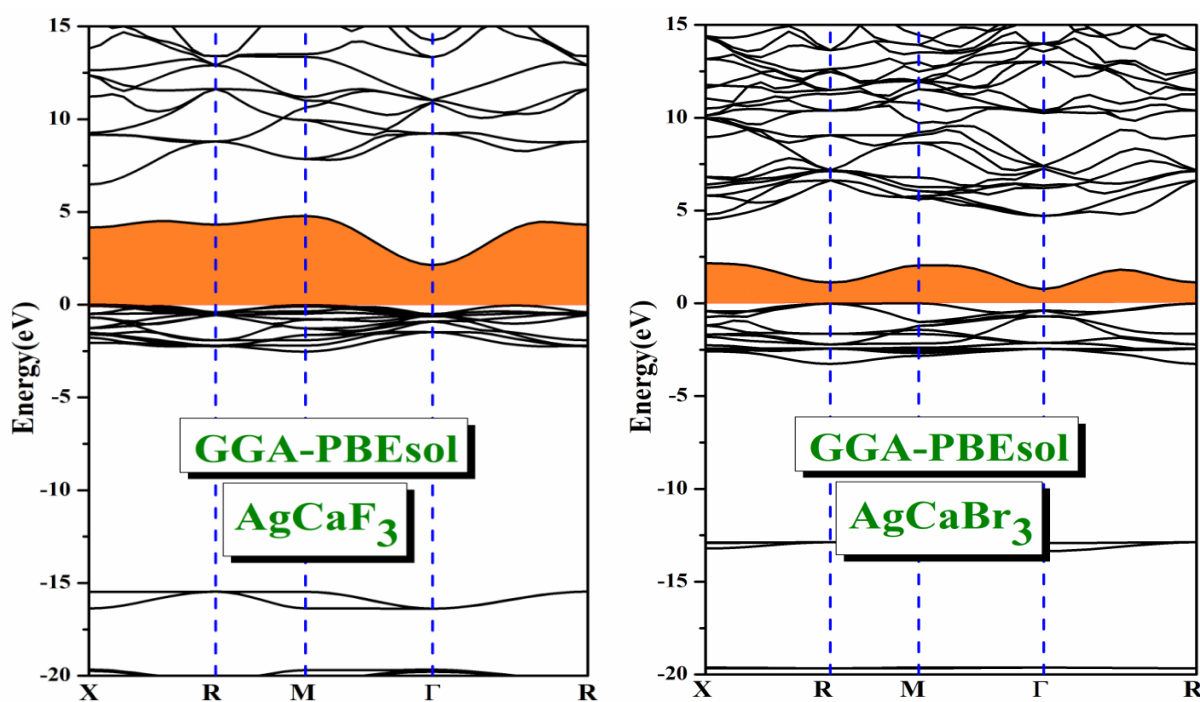 15
10
5
0
-5
-10
-15
-20
Energy(eV)
GGA-PBEsol
AgCaF3
X R M Γ R
15
10
5
0
-5
-10
-15
-20
Energy(eV)
GGA-PBEsol
AgCaBr3
X R M Γ R